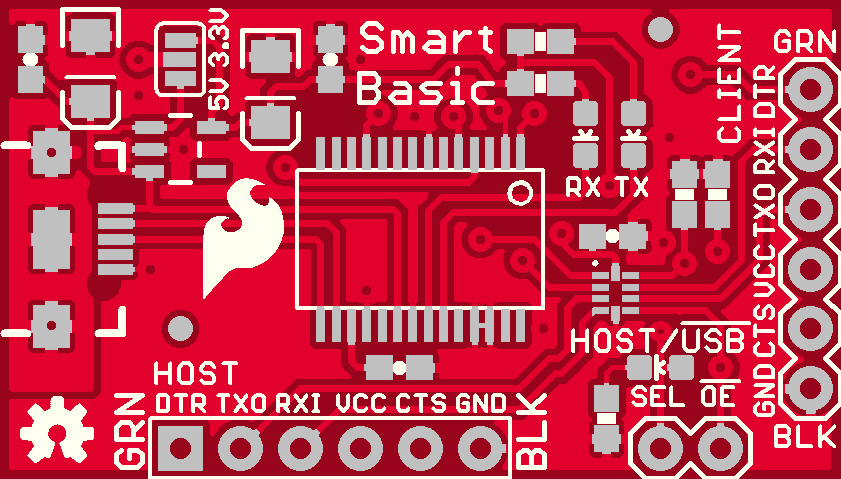 Smart
Basic
5V 3.3V
CLIENT
GRN
DTR
RXI
TXO
VCC
CTS
GND
BLK
RX TX
HOST/USB
SEL OE
HOST
DTR TXO RXI VCC CTS GND
GRN
BLK